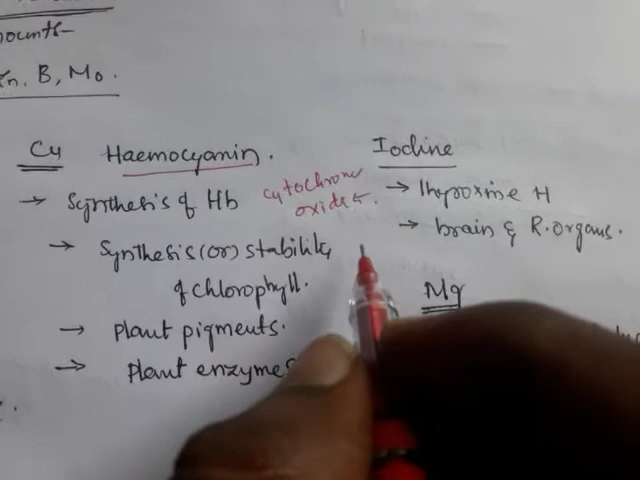 ounts-
Zn, B, Mo.
Cu Haemocyanin.
→ Synthesis of Hb
cytochrome
oxidase.
→ Synthesis (or) stability
of chlorophyll.
→ Plant pigments.
→ Plant enzymes
Iodine
→ thyroxine H
→ brain & R.organs.
Mg